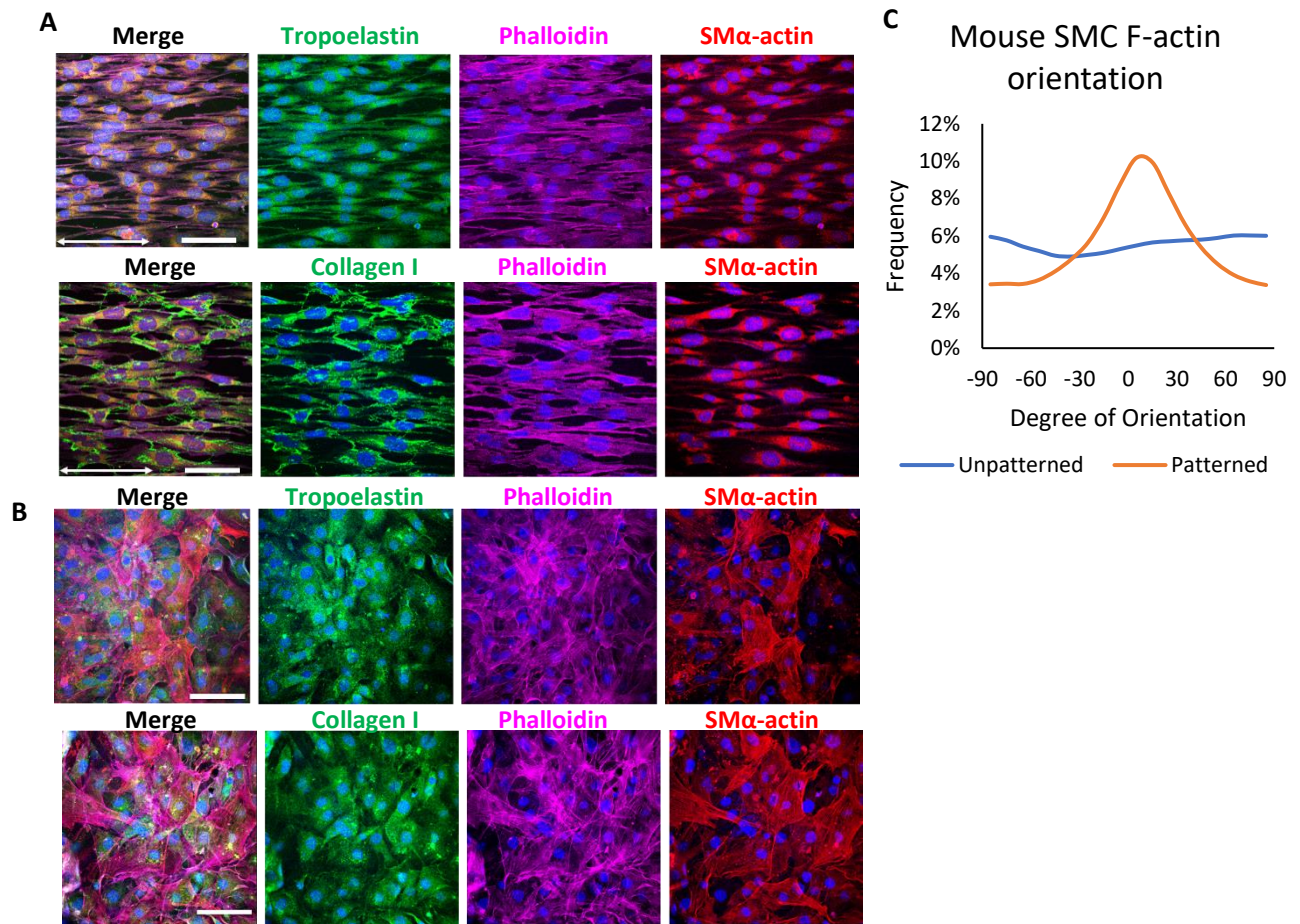 A
Merge Tropoelastin Phalloidin SMα-actin
Merge Collagen I Phalloidin SMα-actin
B
Merge Tropoelastin Phalloidin SMα-actin
Merge Collagen I Phalloidin SMα-actin
C
Mouse SMC F-actin
orientation
12%
10%
8%
6%
4%
2%
0%
Frequency
-90 -60 -30 0 30 60 90
Degree of Orientation
Unpatterned Patterned